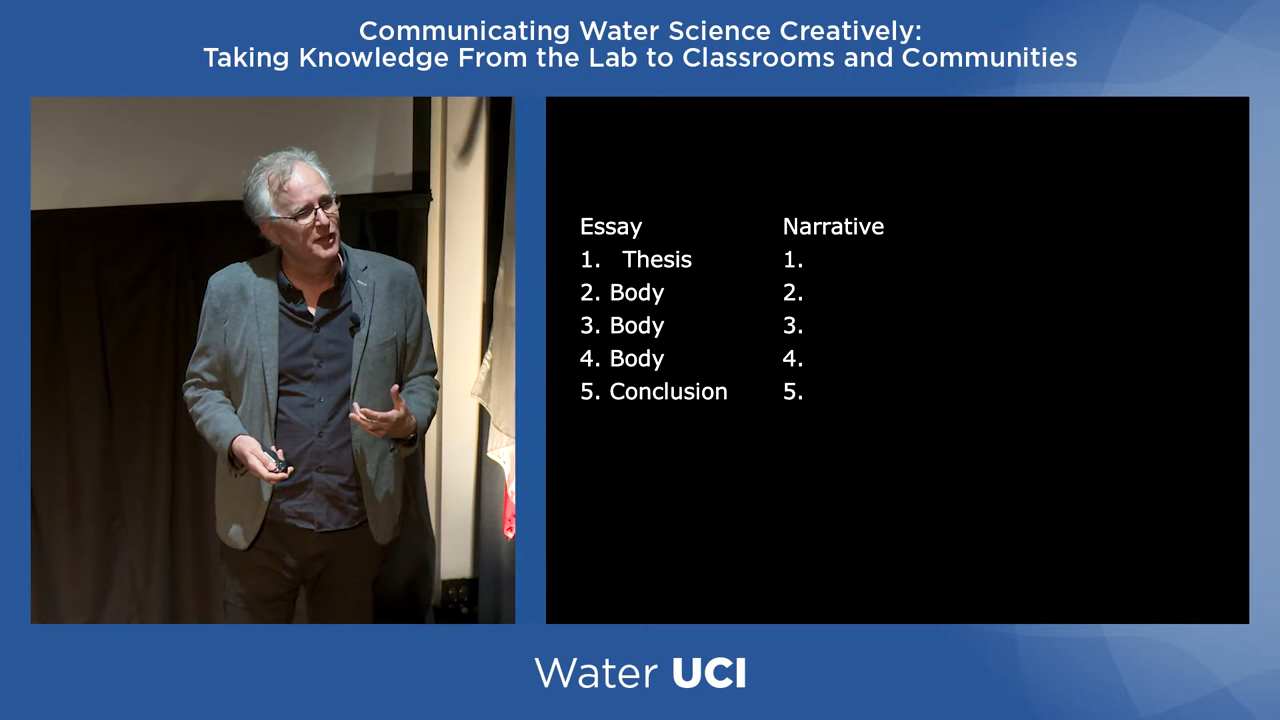 Communicating Water Science Creatively:
Taking Knowledge From the Lab to Classrooms and Communities
Essay Narrative
1. Thesis 1.
2. Body 2.
3. Body 3.
4. Body 4.
5. Conclusion 5.
Water UCI